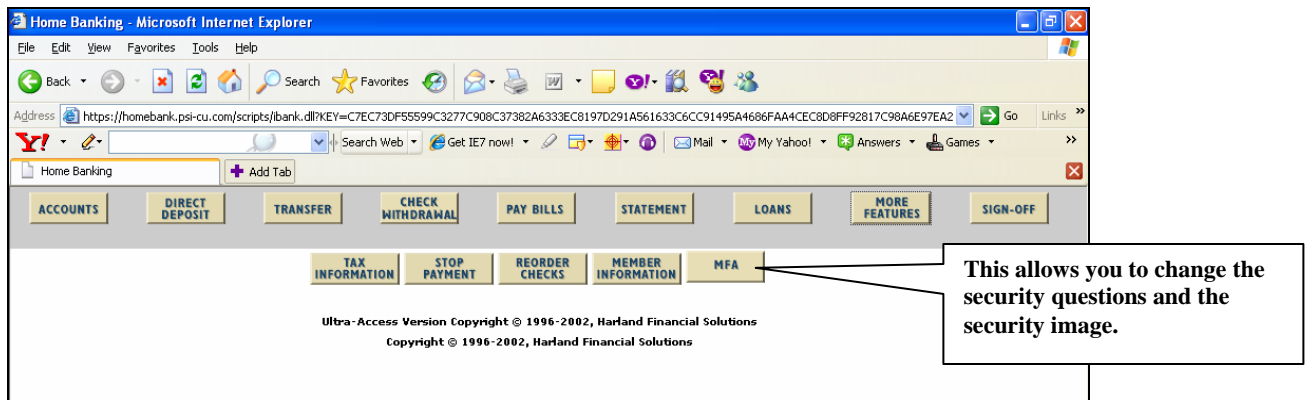 Home Banking - Microsoft Internet Explorer
File Edit View Favorites Tools Help
Back Search Favorites
Address https://homebank.psi-cu.com/scripts/ibank.dll?KEY=C7EC73DF55599C3277C908C37382A6333EC8197D291A561633C6CC91495A4686FAA4CEC8D8FF92817C98A6E97EA2 Go Links »
Y! Search Web Get IE7 now! Mail My Yahoo! Answers Games »
Home Banking Add Tab
ACCOUNTS
DIRECT
DEPOSIT
TRANSFER
CHECK
WITHDRAWAL
PAY BILLS
STATEMENT
LOANS
MORE
FEATURES
SIGN-OFF
TAX
INFORMATION
STOP
PAYMENT
REORDER
CHECKS
MEMBER
INFORMATION
MFA
This allows you to change the
security questions and the
security image.
Ultra-Access Version Copyright © 1996-2002, Harland Financial Solutions
Copyright © 1996-2002, Harland Financial Solutions